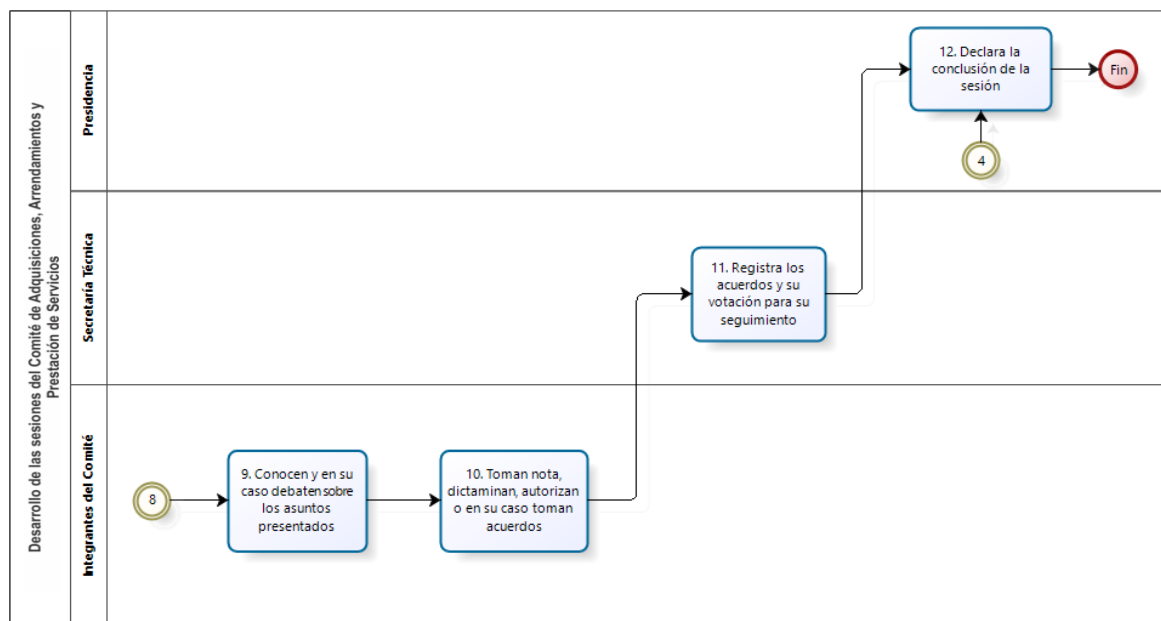 Desarrollo de las sesiones del Comité de Adquisiciones, Arrendamientos y
Prestación de Servicios
Presidencia
12. Declara la
conclusión de la
sesión
Fin
4
Secretaría Técnica
11. Registra los
acuerdos y su
votación para su
seguimiento
Integrantes del Comité
8
9. Conocen y en su
caso debaten sobre
los asuntos
presentados
10. Toman nota,
dictaminan, autorizan
o en su caso toman
acuerdos